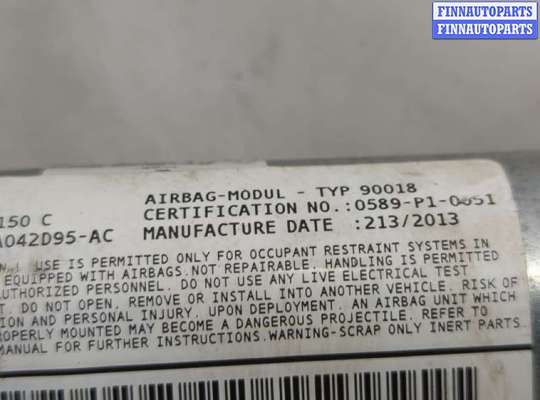 FINNAUTOPARTS
FINNAUTOPARTS
AIRBAG-MODUL - TYP 90018
150 C
CERTIFICATION NO.:0589-P1-0051
A042D95-AC
MANUFACTURE DATE :213/2013
USE IS PERMITTED ONLY FOR OCCUPANT RESTRAINT SYSTEMS IN
EQUIPPED WITH AIRBAGS.NOT REPAIRABLE. HANDLING IS PERMITTED
AUTHORIZED PERSONNEL. DO NOT USE ANY LIVE ELECTRICAL TEST
T. DO NOT OPEN, REMOVE OR INSTALL INTO ANOTHER VEHICLE. RISK OF
ION AND PERSONAL INJURY. UPON DEPLOYMENT. AN AIRBAG UNIT WHICH
ROPERLY MOUNTED MAY BECOME A DANGEROUS PROJECTILE. REFER TO
MANUAL FOR FURTHER INSTRUCTIONS.WARNING-SCRAP ONLY INERT PARTS.